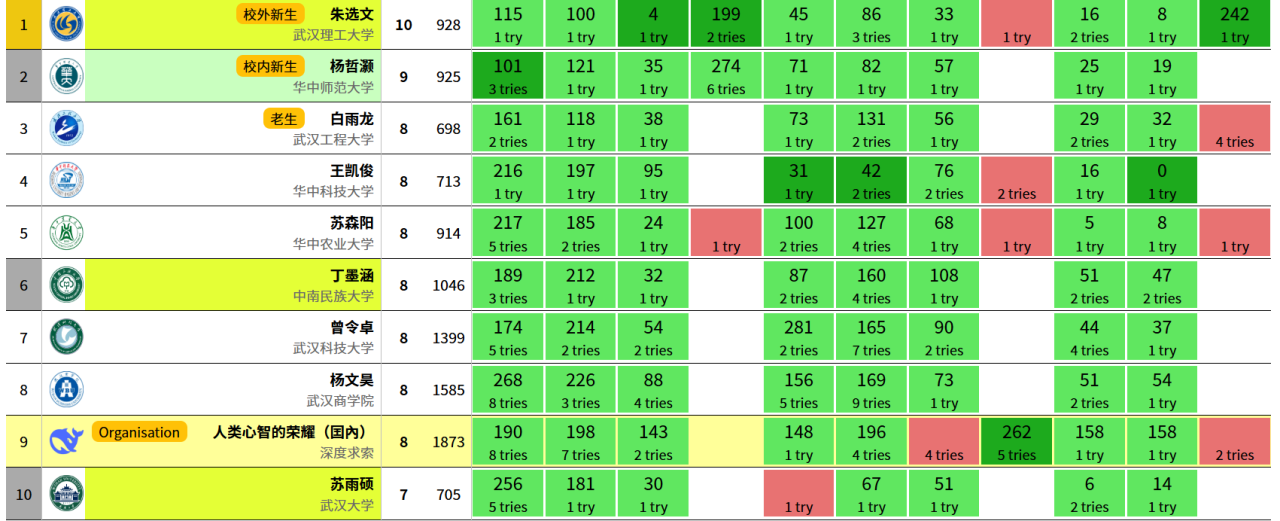 1 校外新生 朱选文 武汉理工大学 10 928 115 1 try 100 1 try 4 1 try 199 2 tries 45 1 try 86 3 tries 33 1 try 1 try 16 2 tries 8 1 try 242 1 try
2 校内新生 杨哲灏 华中师范大学 9 925 101 3 tries 121 1 try 35 1 try 274 6 tries 71 1 try 82 1 try 57 1 try 25 1 try 19 1 try
3 老生 白雨龙 武汉工程大学 8 698 161 2 tries 118 1 try 38 1 try 73 1 try 131 2 tries 56 1 try 29 2 tries 32 1 try 4 tries
4 王凯俊 华中科技大学 8 713 216 1 try 197 1 try 95 1 try 31 1 try 42 2 tries 76 2 tries 2 tries 16 1 try 0 1 try
5 苏森阳 华中农业大学 8 914 217 5 tries 185 2 tries 24 1 try 1 try 100 2 tries 127 4 tries 68 1 try 1 try 5 1 try 8 1 try 1 try
6 丁墨涵 中南民族大学 8 1046 189 3 tries 212 1 try 32 1 try 87 2 tries 160 4 tries 108 1 try 51 2 tries 47 2 tries
7 曾令卓 武汉科技大学 8 1399 174 5 tries 214 2 tries 54 2 tries 281 2 tries 165 7 tries 90 2 tries 44 4 tries 37 1 try
8 杨文昊 武汉商学院 8 1585 268 8 tries 226 3 tries 88 4 tries 156 5 tries 169 9 tries 73 1 try 51 2 tries 54 1 try
9 Organisation 人类心智的荣耀（国内） 深度求索 8 1873 190 8 tries 198 7 tries 143 2 tries 148 1 try 196 4 tries 4 tries 262 5 tries 158 1 try 158 1 try 2 tries
10 苏雨硕 武汉大学 7 705 256 5 tries 181 1 try 30 1 try 1 try 67 1 try 51 1 try 6 2 tries 14 1 try